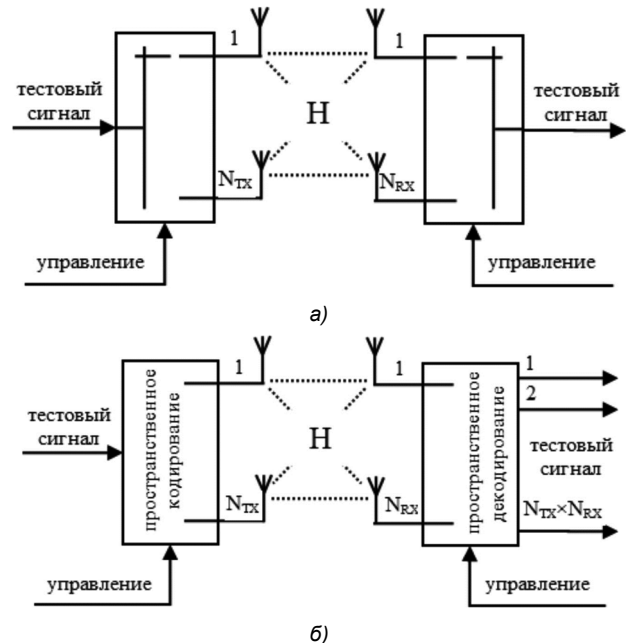 1
1
тестовый
сигнал
тестовый
сигнал
H
N_TX
N_RX
управление
управление
а)
1
1
1
2
пространственное
кодирование
пространственное
декодирование
тестовый
сигнал
H
тестовый
сигнал
N_TX
N_RX
N_TX×N_RX
управление
управление
б)